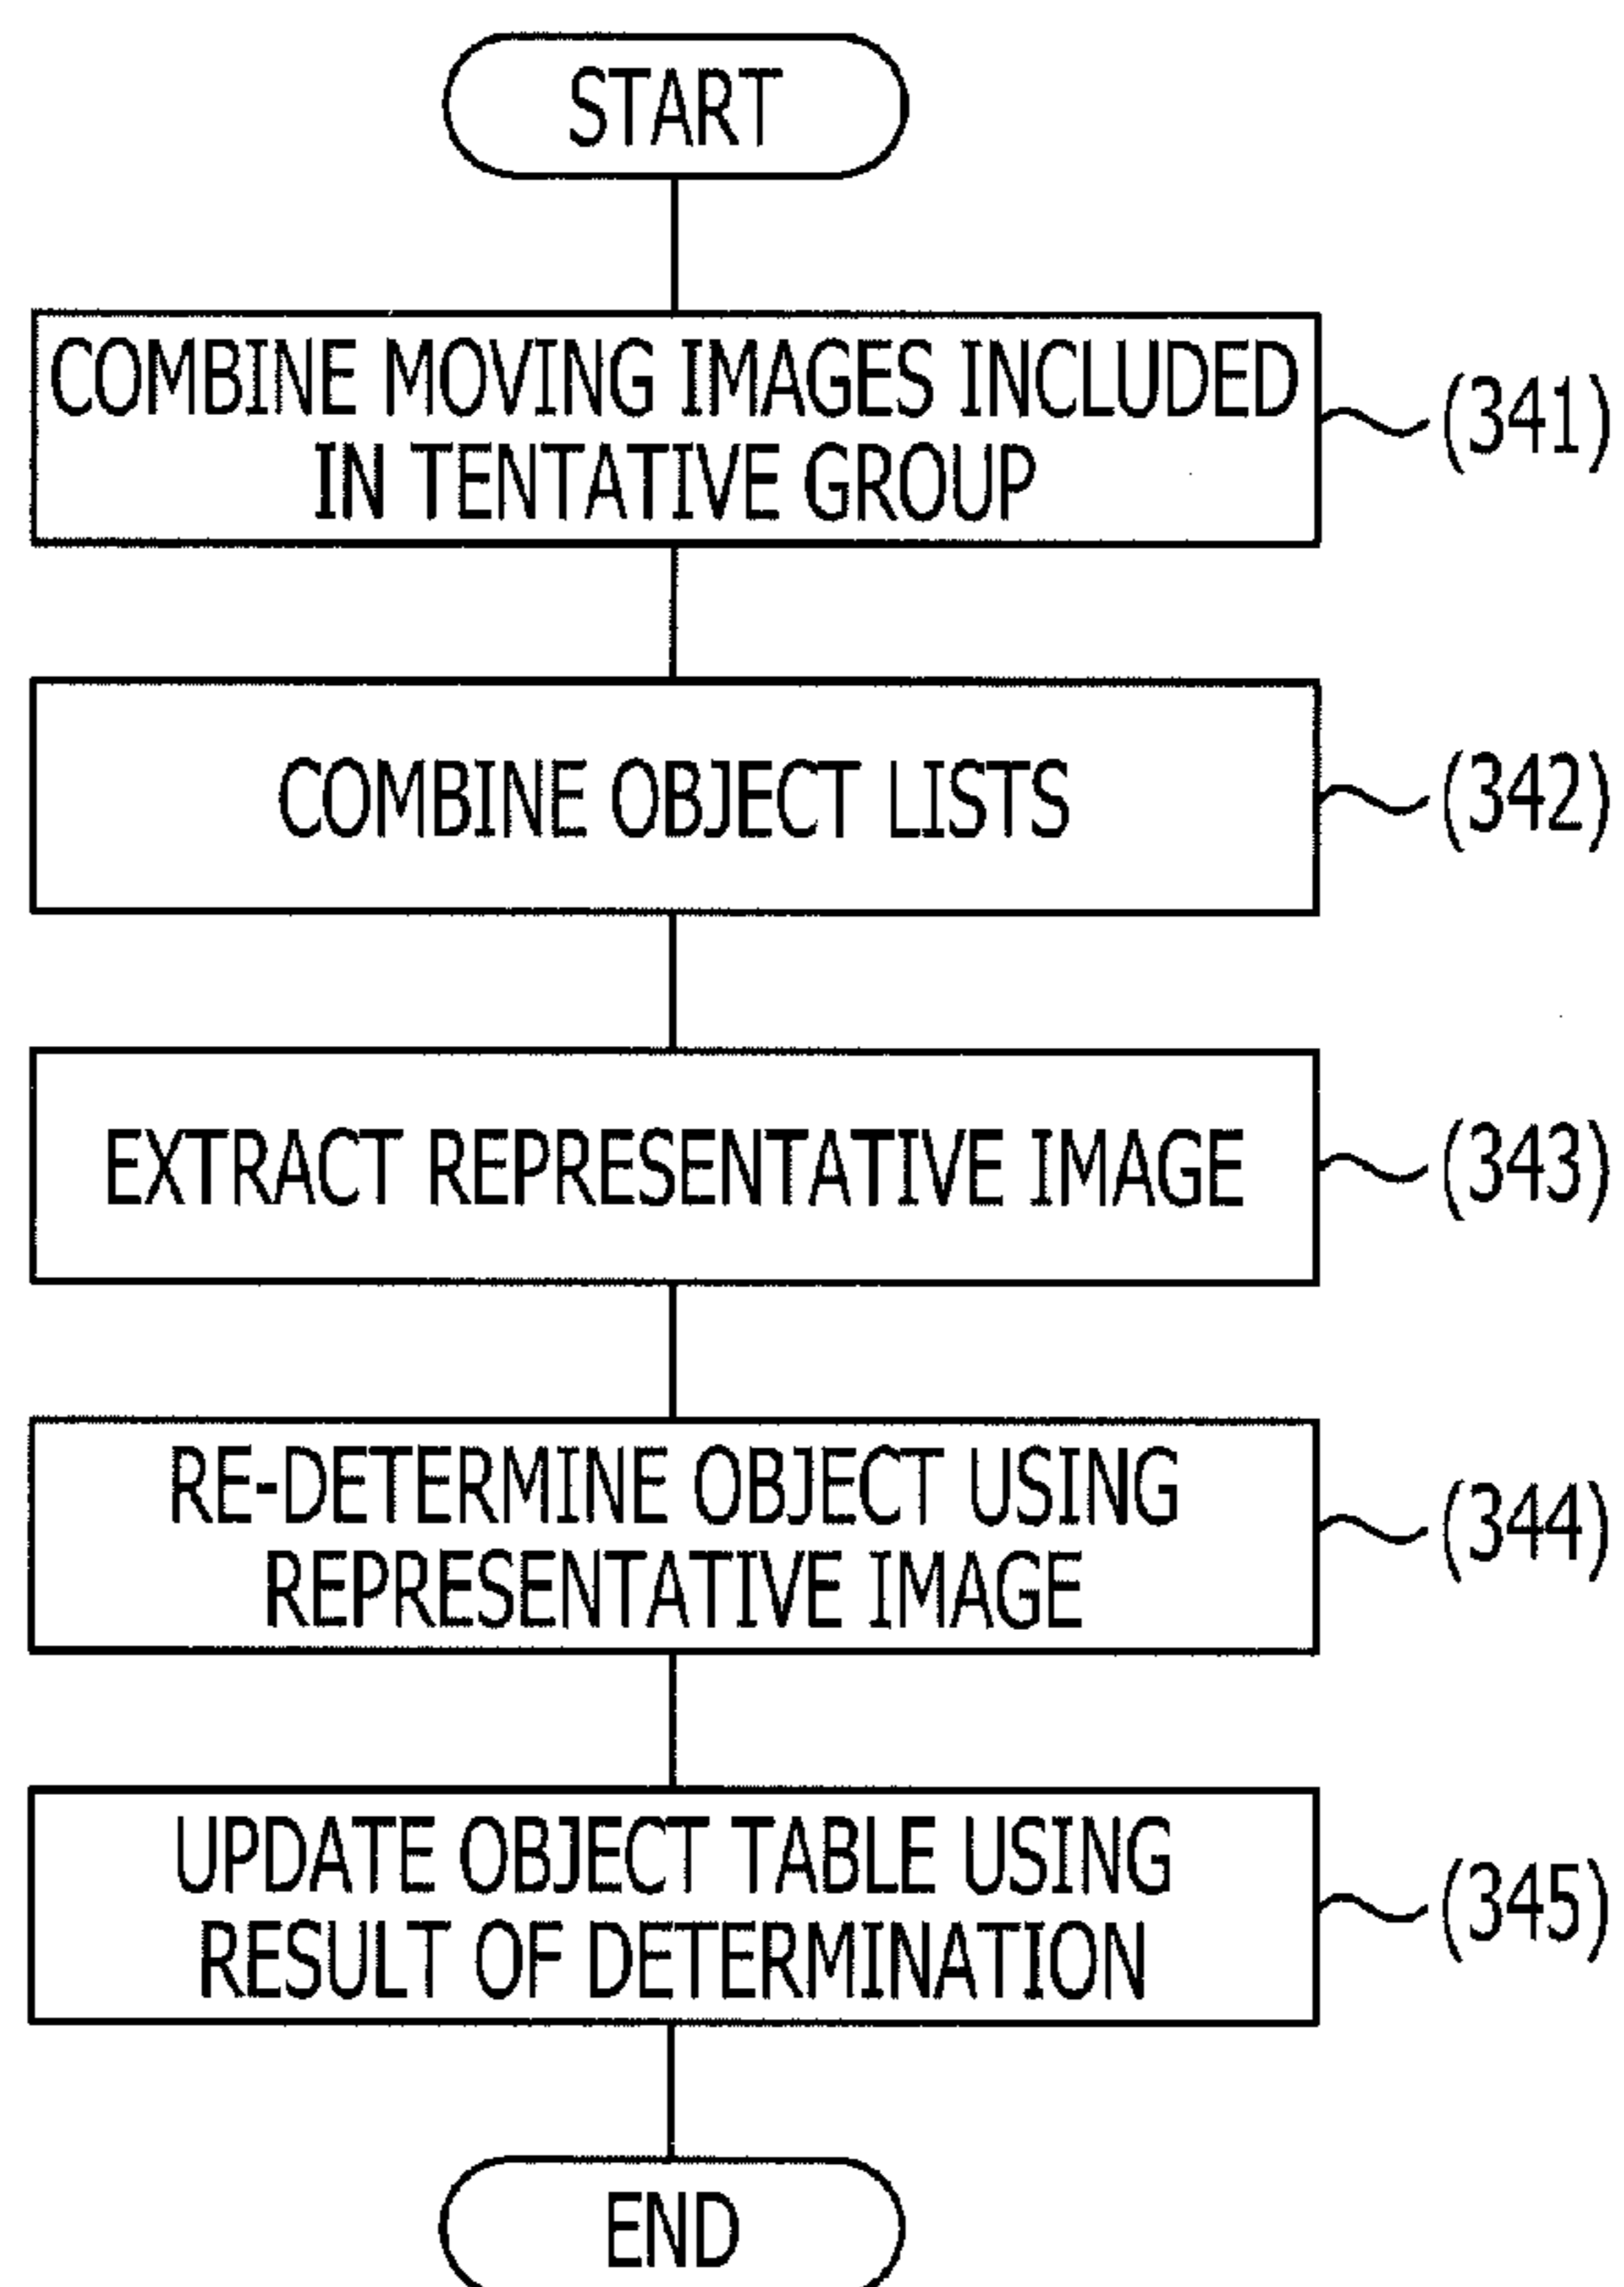 START
COMBINE MOVING IMAGES INCLUDED
IN TENTATIVE GROUP
(341)
COMBINE OBJECT LISTS
(342)
EXTRACT REPRESENTATIVE IMAGE
(343)
RE-DETERMINE OBJECT USING
REPRESENTATIVE IMAGE
(344)
UPDATE OBJECT TABLE USING
RESULT OF DETERMINATION
(345)
END